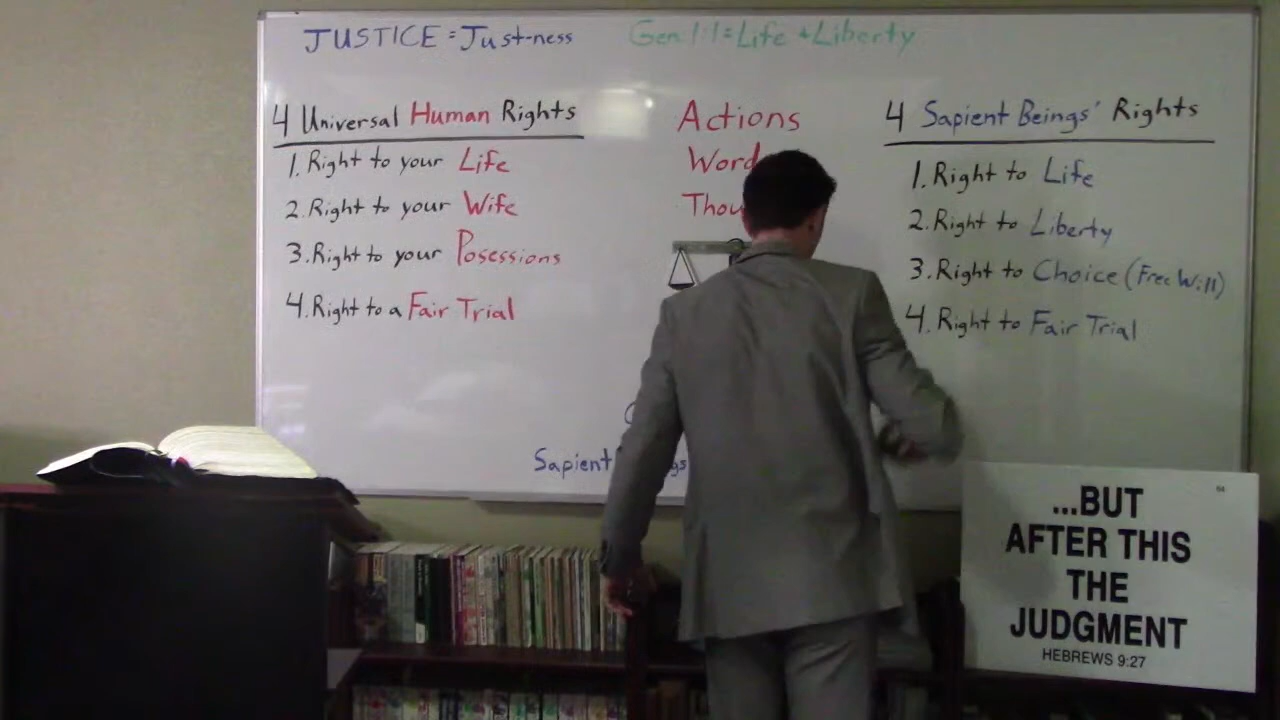 JUSTICE = Just-ness
Gen 1:1 = Life + Liberty
4 Universal Human Rights
1. Right to your Life
2. Right to your Wife
3. Right to your Posessions
4. Right to a Fair Trial
Actions
Word
Thou
4 Sapient Beings' Rights
1. Right to Life
2. Right to Liberty
3. Right to Choice (Free Will)
4. Right to Fair Trial
Sapient
...BUT
AFTER THIS
THE
JUDGMENT
HEBREWS 9:27